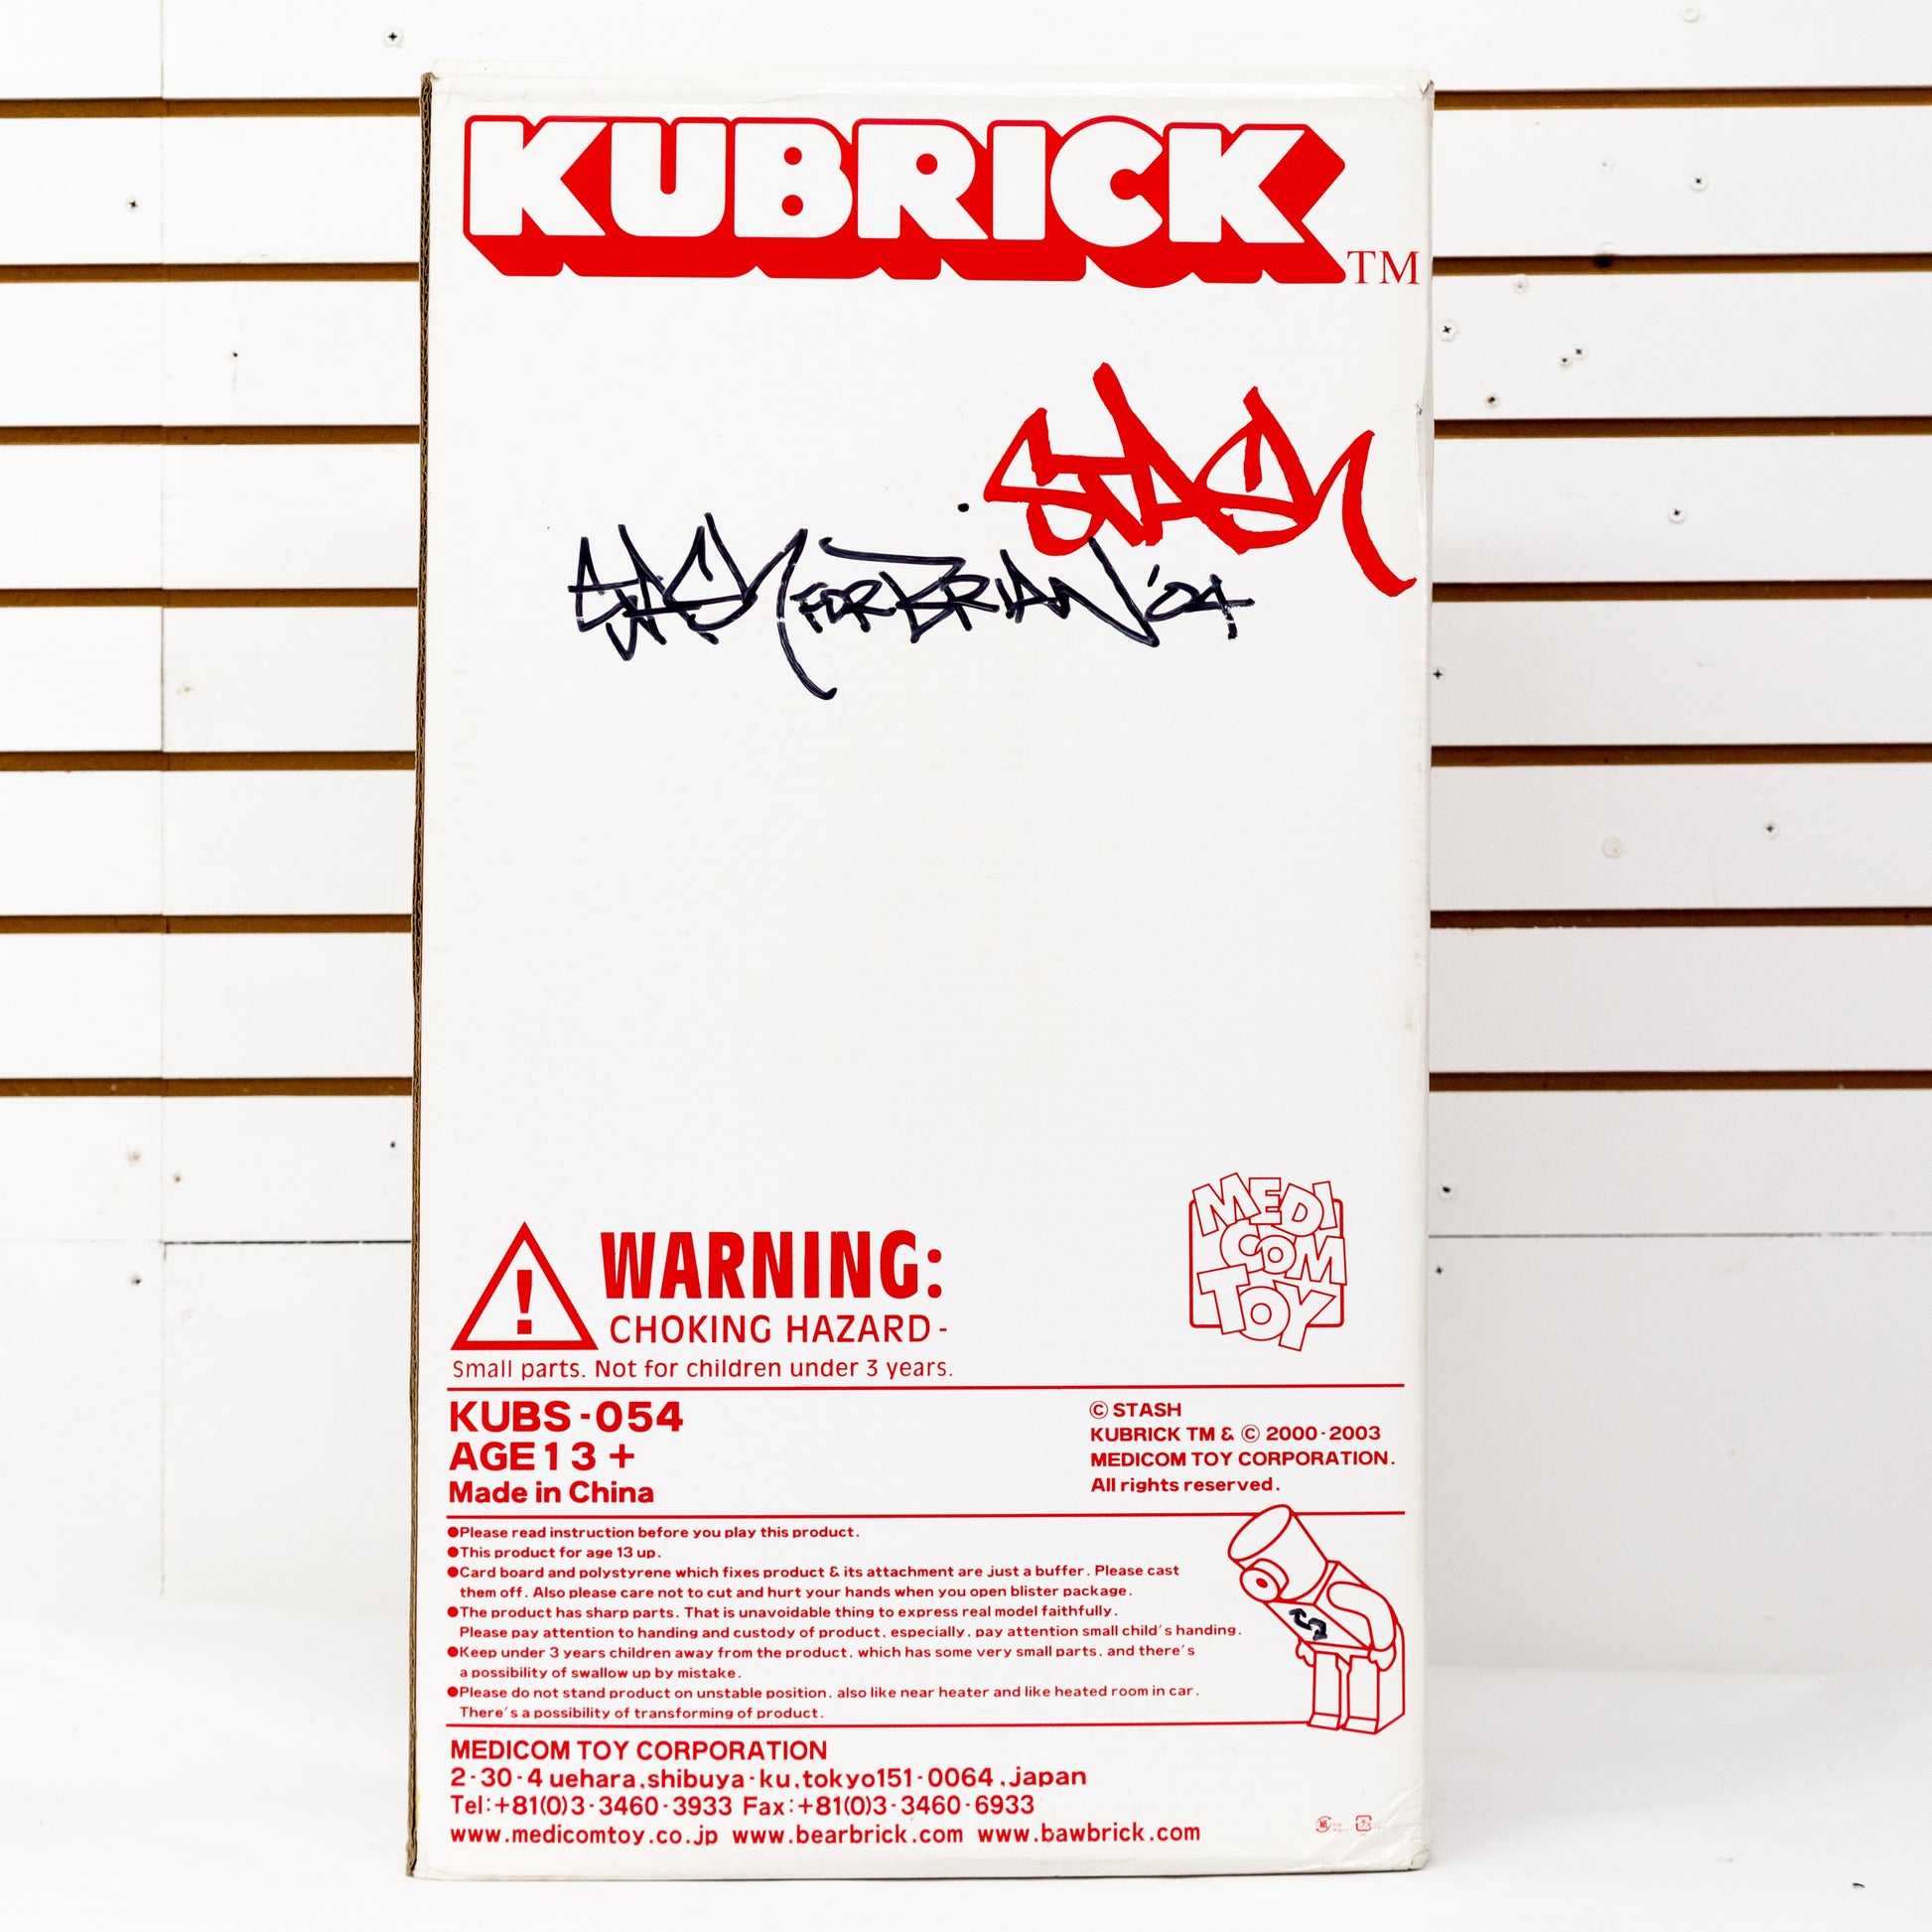 KUBRICK TM
STASH
STASH FOR BRIAN '04
MEDI
COM
TOY
! WARNING:
CHOKING HAZARD-
Small parts. Not for children under 3 years.
KUBS-054
AGE13+
Made in China
© STASH
KUBRICK TM & © 2000-2003
MEDICOM TOY CORPORATION.
All rights reserved.
●Please read instruction before you play this product.
●This product for age 13 up.
●Card board and polystyrene which fixes product & its attachment are just a buffer. Please cast
them off. Also please care not to cut and hurt your hands when you open blister package.
●The product has sharp parts. That is unavoidable thing to express real model faithfully.
Please pay attention to handing and custody of product. especially. pay attention small child's handing.
●Keep under 3 years children away from the product. which has some very small parts. and there's
a possibility of swallow up by mistake.
●Please do not stand product on unstable position. also like near heater and like heated room in car.
There's a possibility of transforming of product.
MEDICOM TOY CORPORATION
2-30-4 uehara,shibuya-ku,tokyo151-0064,japan
Tel:+81(0)3-3460-3933 Fax:+81(0)3-3460-6933
www.medicomtoy.co.jp www.bearbrick.com www.bawbrick.com